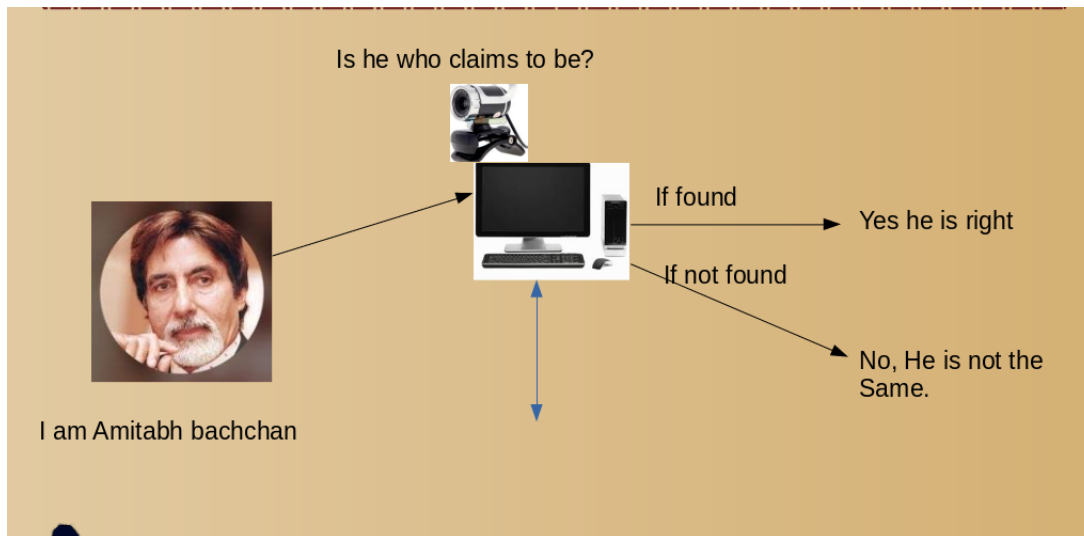 Is he who claims to be?
If found
Yes he is right
If not found
No, He is not the
Same.
I am Amitabh bachchan